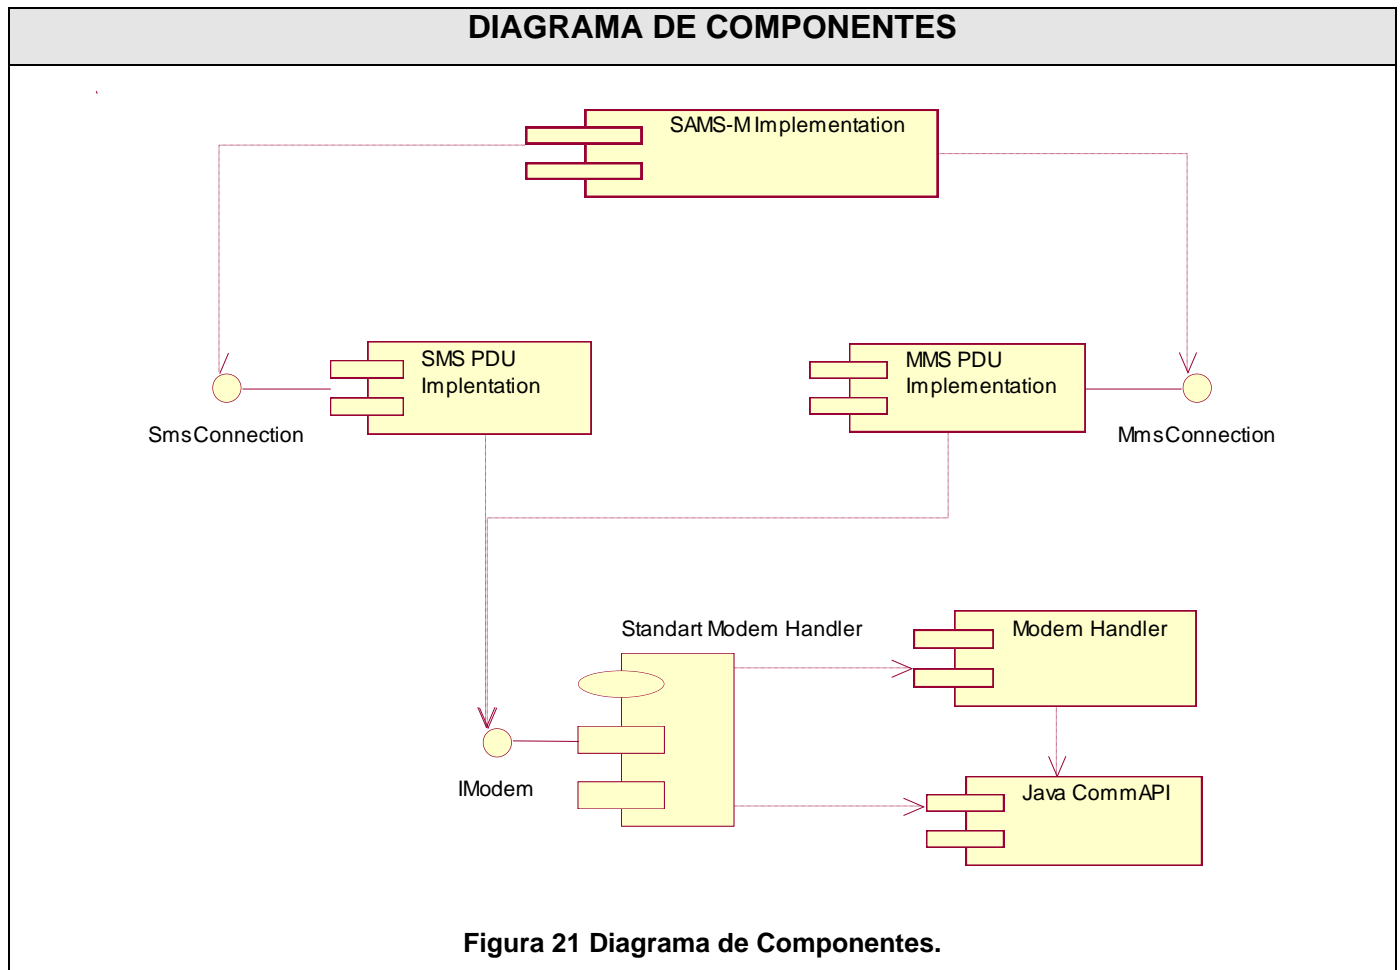 DIAGRAMA DE COMPONENTES
SAMS-M Implementation
SMS PDU
Implentation
MMS PDU
Implementation
SmsConnection
MmsConnection
Standart Modem Handler
Modem Handler
IModem
Java CommAPI
Figura 21 Diagrama de Componentes.